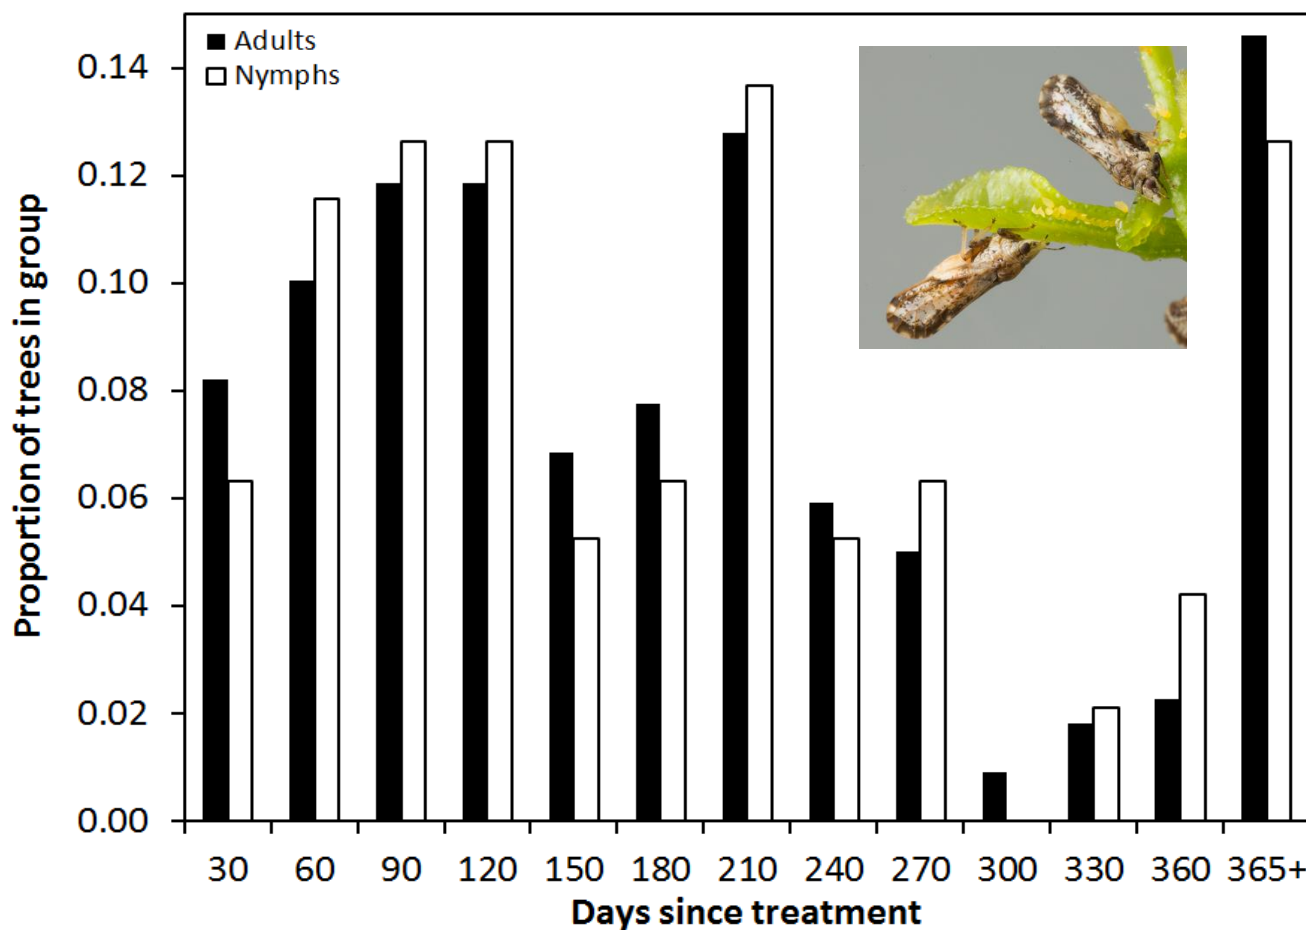 Adults
Nymphs
0.14
0.12
0.10
0.08
0.06
0.04
0.02
0.00
Proportion of trees in group
30 60 90 120 150 180 210 240 270 300 330 360 365+
Days since treatment